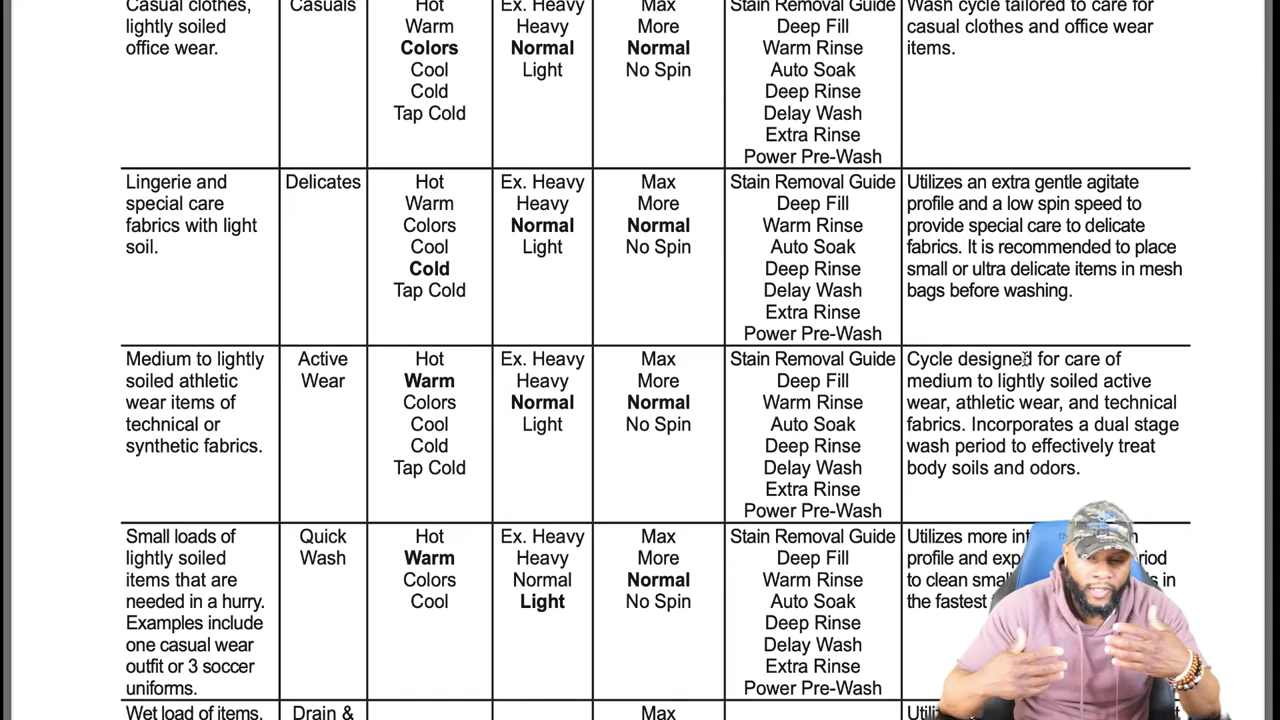 Casual clothes,
lightly soiled
office wear.
Casuals
Hot
Warm
Colors
Cool
Cold
Tap Cold
Ex. Heavy
Heavy
Normal
Light
Max
More
Normal
No Spin
Stain Removal Guide
Deep Fill
Warm Rinse
Auto Soak
Deep Rinse
Delay Wash
Extra Rinse
Power Pre-Wash
Wash cycle tailored to care for
casual clothes and office wear
items.
Lingerie and
special care
fabrics with light
soil.
Delicates
Hot
Warm
Colors
Cool
Cold
Tap Cold
Ex. Heavy
Heavy
Normal
Light
Max
More
Normal
No Spin
Stain Removal Guide
Deep Fill
Warm Rinse
Auto Soak
Deep Rinse
Delay Wash
Extra Rinse
Power Pre-Wash
Utilizes an extra gentle agitate
profile and a low spin speed to
provide special care to delicate
fabrics. It is recommended to place
small or ultra delicate items in mesh
bags before washing.
Medium to lightly
soiled athletic
wear items of
technical or
synthetic fabrics.
Active
Wear
Hot
Warm
Colors
Cool
Cold
Tap Cold
Ex. Heavy
Heavy
Normal
Light
Max
More
Normal
No Spin
Stain Removal Guide
Deep Fill
Warm Rinse
Auto Soak
Deep Rinse
Delay Wash
Extra Rinse
Power Pre-Wash
Cycle designed for care of
medium to lightly soiled active
wear, athletic wear, and technical
fabrics. Incorporates a dual stage
wash period to effectively treat
body soils and odors.
Small loads of
lightly soiled
items that are
needed in a hurry.
Examples include
one casual wear
outfit or 3 soccer
uniforms.
Quick
Wash
Hot
Warm
Colors
Cool
Ex. Heavy
Heavy
Normal
Light
Max
More
Normal
No Spin
Stain Removal Guide
Deep Fill
Warm Rinse
Auto Soak
Deep Rinse
Delay Wash
Extra Rinse
Power Pre-Wash
Utilizes more
profile and
to clean in
the fastest
Wet load of items.
Drain &
Max